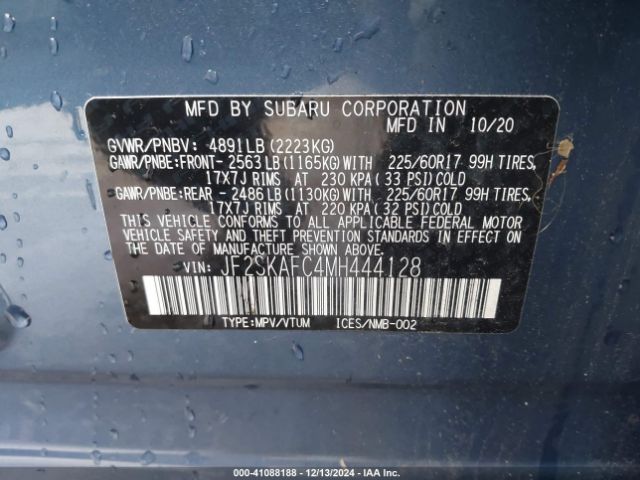 MFD BY SUBARU CORPORATION
MFD IN 10/20
GVWR/PNBV: 4891LB(2223KG)
GAWR/PNBE:FRONT- 2563LB(1165KG)WITH 225/60R17 99H TIRES,
17X7J RIMS AT 230 KPA(33 PSI)COLD
GAWR/PNBE:REAR - 2486LB(1130KG)WITH 225/60R17 99H TIRES,
17X7J RIMS AT 220 KPA(32 PSI)COLD
THIS VEHICLE CONFORMS TO ALL APPLICABLE FEDERAL MOTOR
VEHICLE SAFETY AND THEFT PREVENTION STANDARDS IN EFFECT
ON THE DATE OF MANUFACTURE SHOWN ABOVE.
VIN: JF2SKAFC4MH444128
TYPE:MPV/VTUM ICES/NMB-002
000-41088188 - 12/13/2024 - IAA Inc.